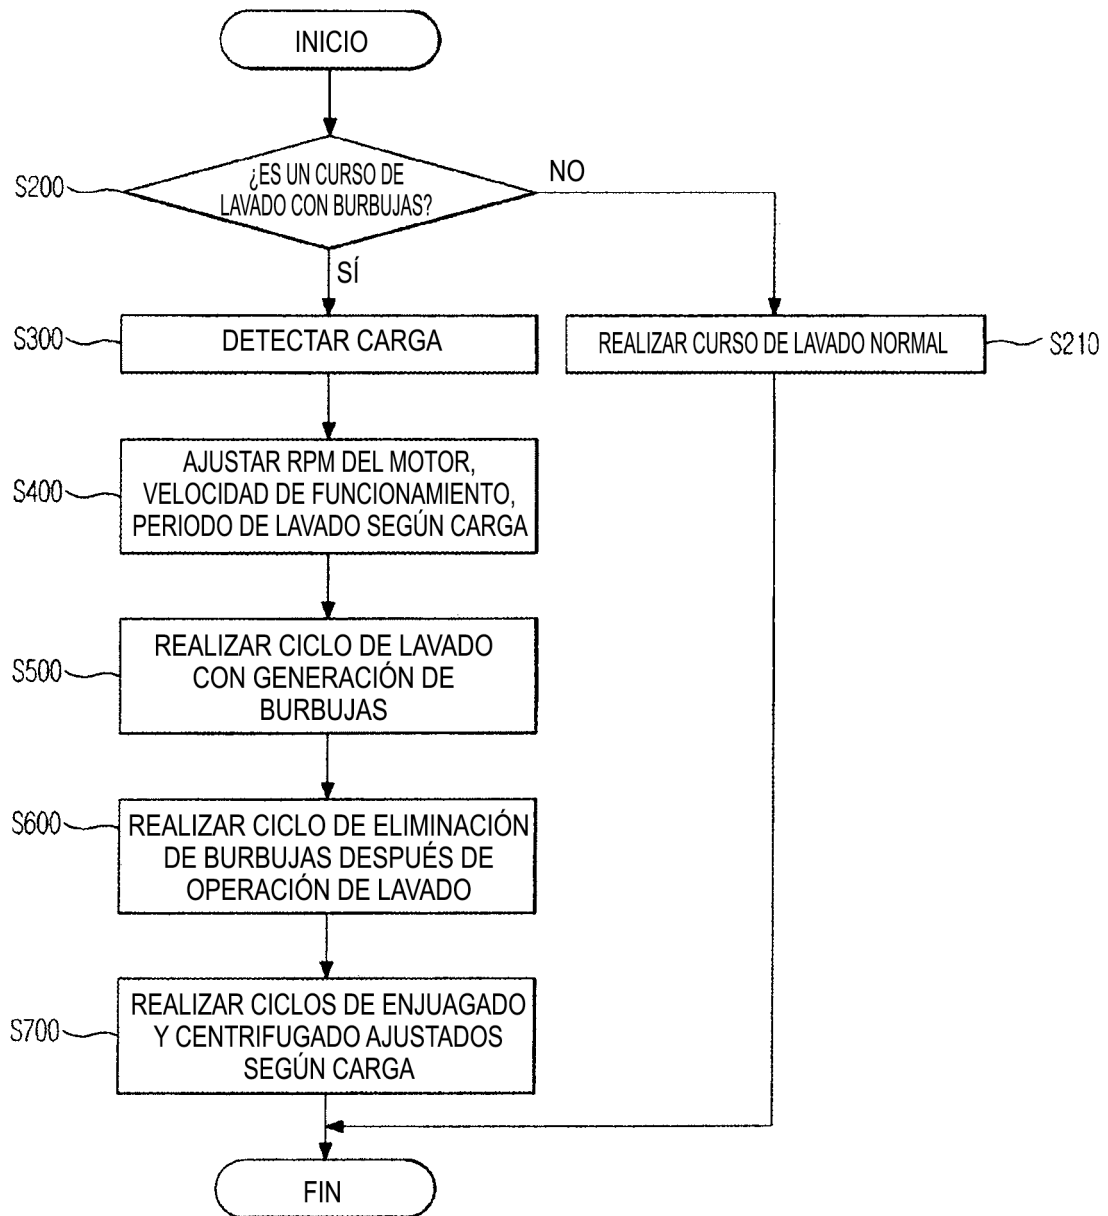 INICIO
¿ES UN CURSO DE
LAVADO CON BURBUJAS?
S200
NO
SÍ
S300
DETECTAR CARGA
REALIZAR CURSO DE LAVADO NORMAL
S210
AJUSTAR RPM DEL MOTOR,
VELOCIDAD DE FUNCIONAMIENTO,
PERIODO DE LAVADO SEGÚN CARGA
S400
REALIZAR CICLO DE LAVADO
CON GENERACIÓN DE
BURBUJAS
S500
REALIZAR CICLO DE ELIMINACIÓN
DE BURBUJAS DESPUÉS DE
OPERACIÓN DE LAVADO
S600
REALIZAR CICLOS DE ENJUAGADO
Y CENTRIFUGADO AJUSTADOS
SEGÚN CARGA
S700
FIN